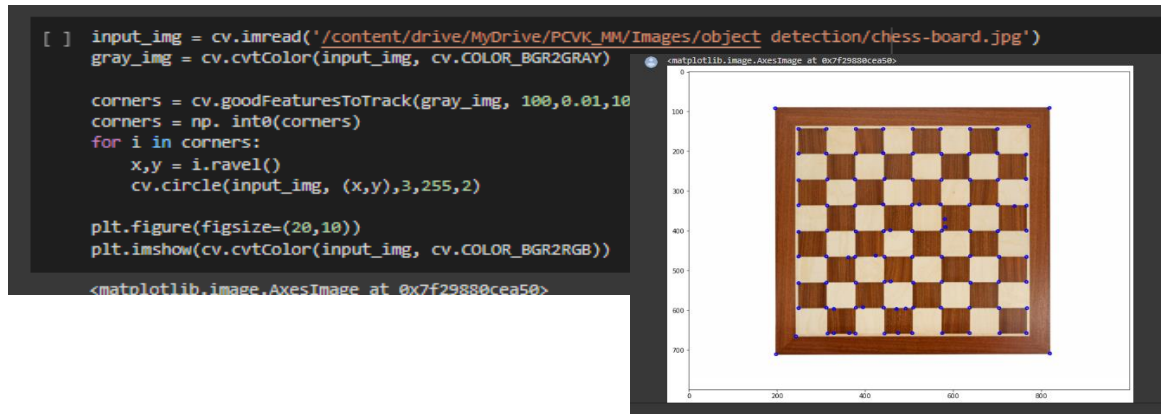 [ ] input_img = cv.imread('/content/drive/MyDrive/PCVK_MM/Images/object detection/chess-board.jpg')
gray_img = cv.cvtColor(input_img, cv.COLOR_BGR2GRAY)
corners = cv.goodFeaturesToTrack(gray_img, 100,0.01,10
corners = np. int0(corners)
for i in corners:
x,y = i.ravel()
cv.circle(input_img, (x,y),3,255,2)
plt.figure(figsize=(20,10))
plt.imshow(cv.cvtColor(input_img, cv.COLOR_BGR2RGB))
<matplotlib.image.AxesImage at 0x7f29880cea50>
<matplotlib.image.AxesImage at 0x7f29880cea50>
0
100
200
300
400
500
600
700
0 200 400 600 800